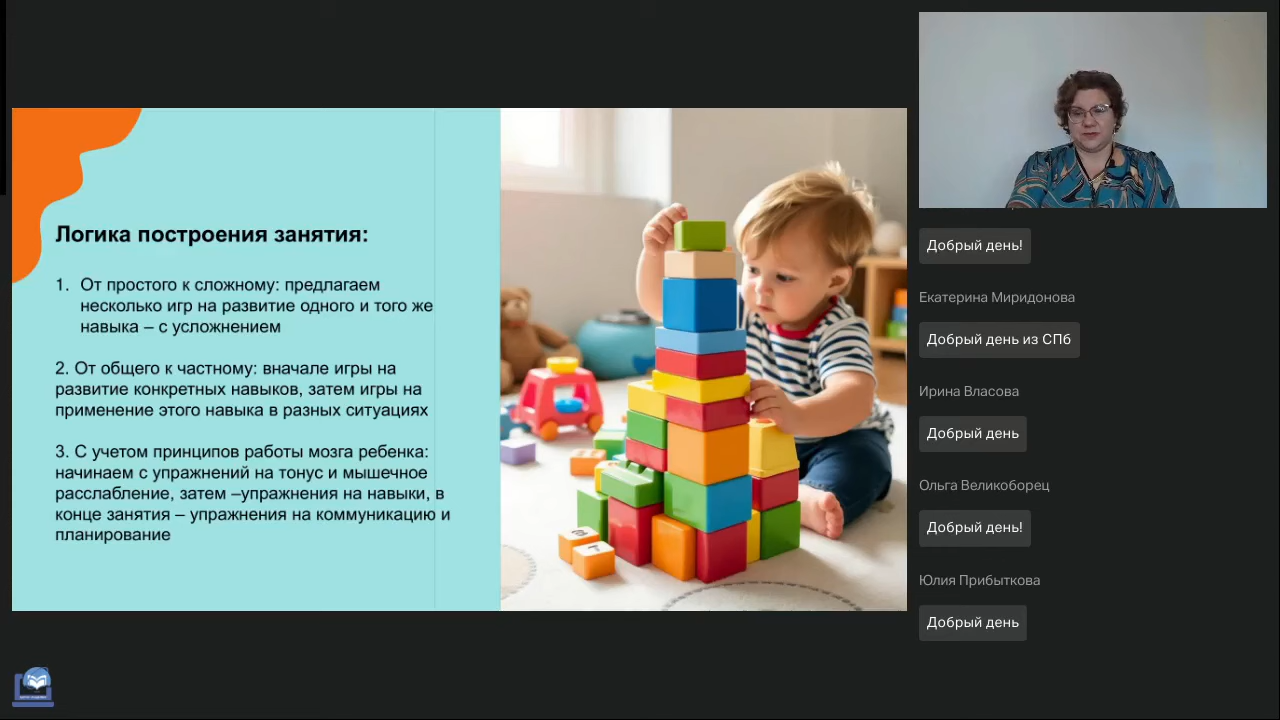 Логика построения занятия:
1. От простого к сложному: предлагаем
несколько игр на развитие одного и того же
навыка – с усложнением
2. От общего к частному: вначале игры на
развитие конкретных навыков, затем игры на
применение этого навыка в разных ситуациях
3. С учетом принципов работы мозга ребенка:
начинаем с упражнений на тонус и мышечное
расслабление, затем –упражнения на навыки, в
конце занятия – упражнения на коммуникацию и
планирование
Добрый день!
Екатерина Миридонова
Добрый день из СПб
Ирина Власова
Добрый день
Ольга Великоборец
Добрый день!
Юлия Прибыткова
Добрый день